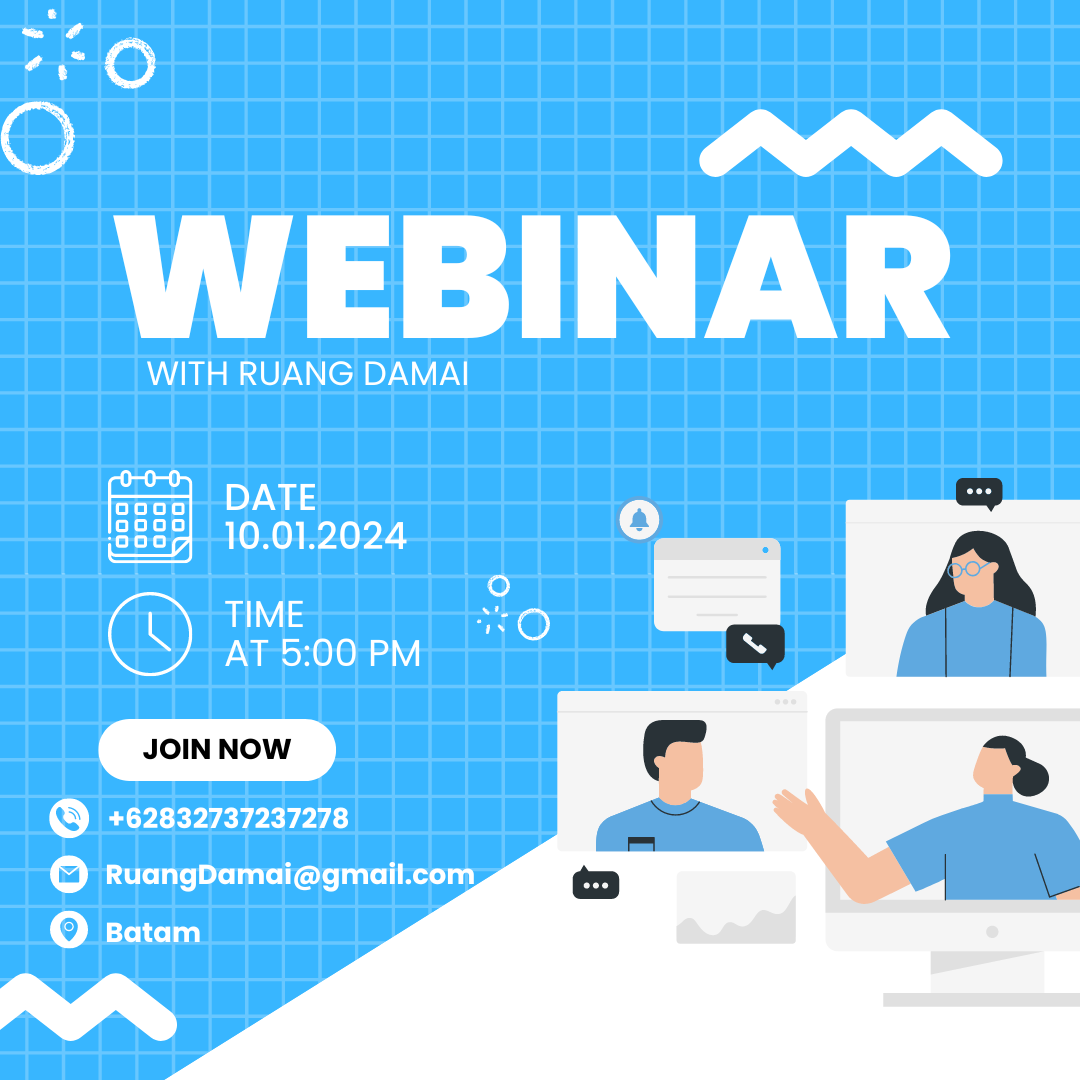 WEBINAR
WITH RUANG DAMAI
DATE
10.01.2024
TIME
AT 5:00 PM
JOIN NOW
+62832737237278
RuangDamai@gmail.com
Batam